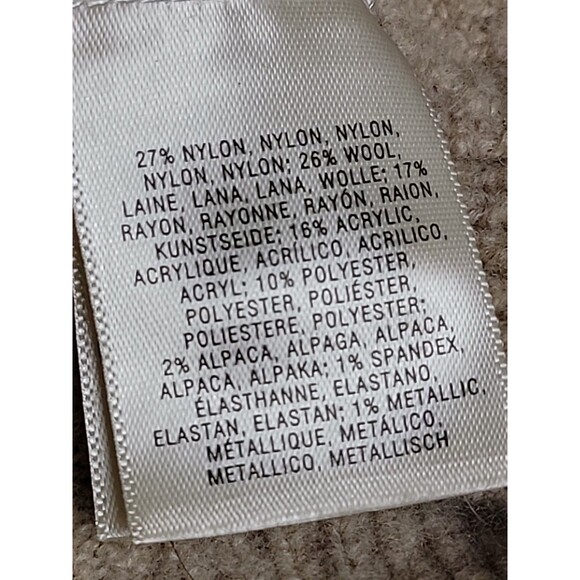 27% NYLON, NYLON, NYLON,
NYLON, NYLON; 26% WOOL,
LAINE, LANA, LANA, WOLLE; 17%
RAYON, RAYONNE, RAYÓN, RAION,
KUNSTSEIDE; 16% ACRYLIC,
ACRYLIQUE, ACRÍLICO, ACRILICO,
ACRYL; 10% POLYESTER,
POLYESTER, POLIÉSTER,
POLIESTERE, POLYESTER;
2% ALPACA, ALPAGA, ALPACA,
ALPACA, ALPAKA; 1% SPANDEX,
ÉLASTHANNE, ELASTANO,
ELASTAN, ELASTAN; 1% METALLIC,
MÉTALLIQUE, METÁLICO,
METALLICO, METALLISCH